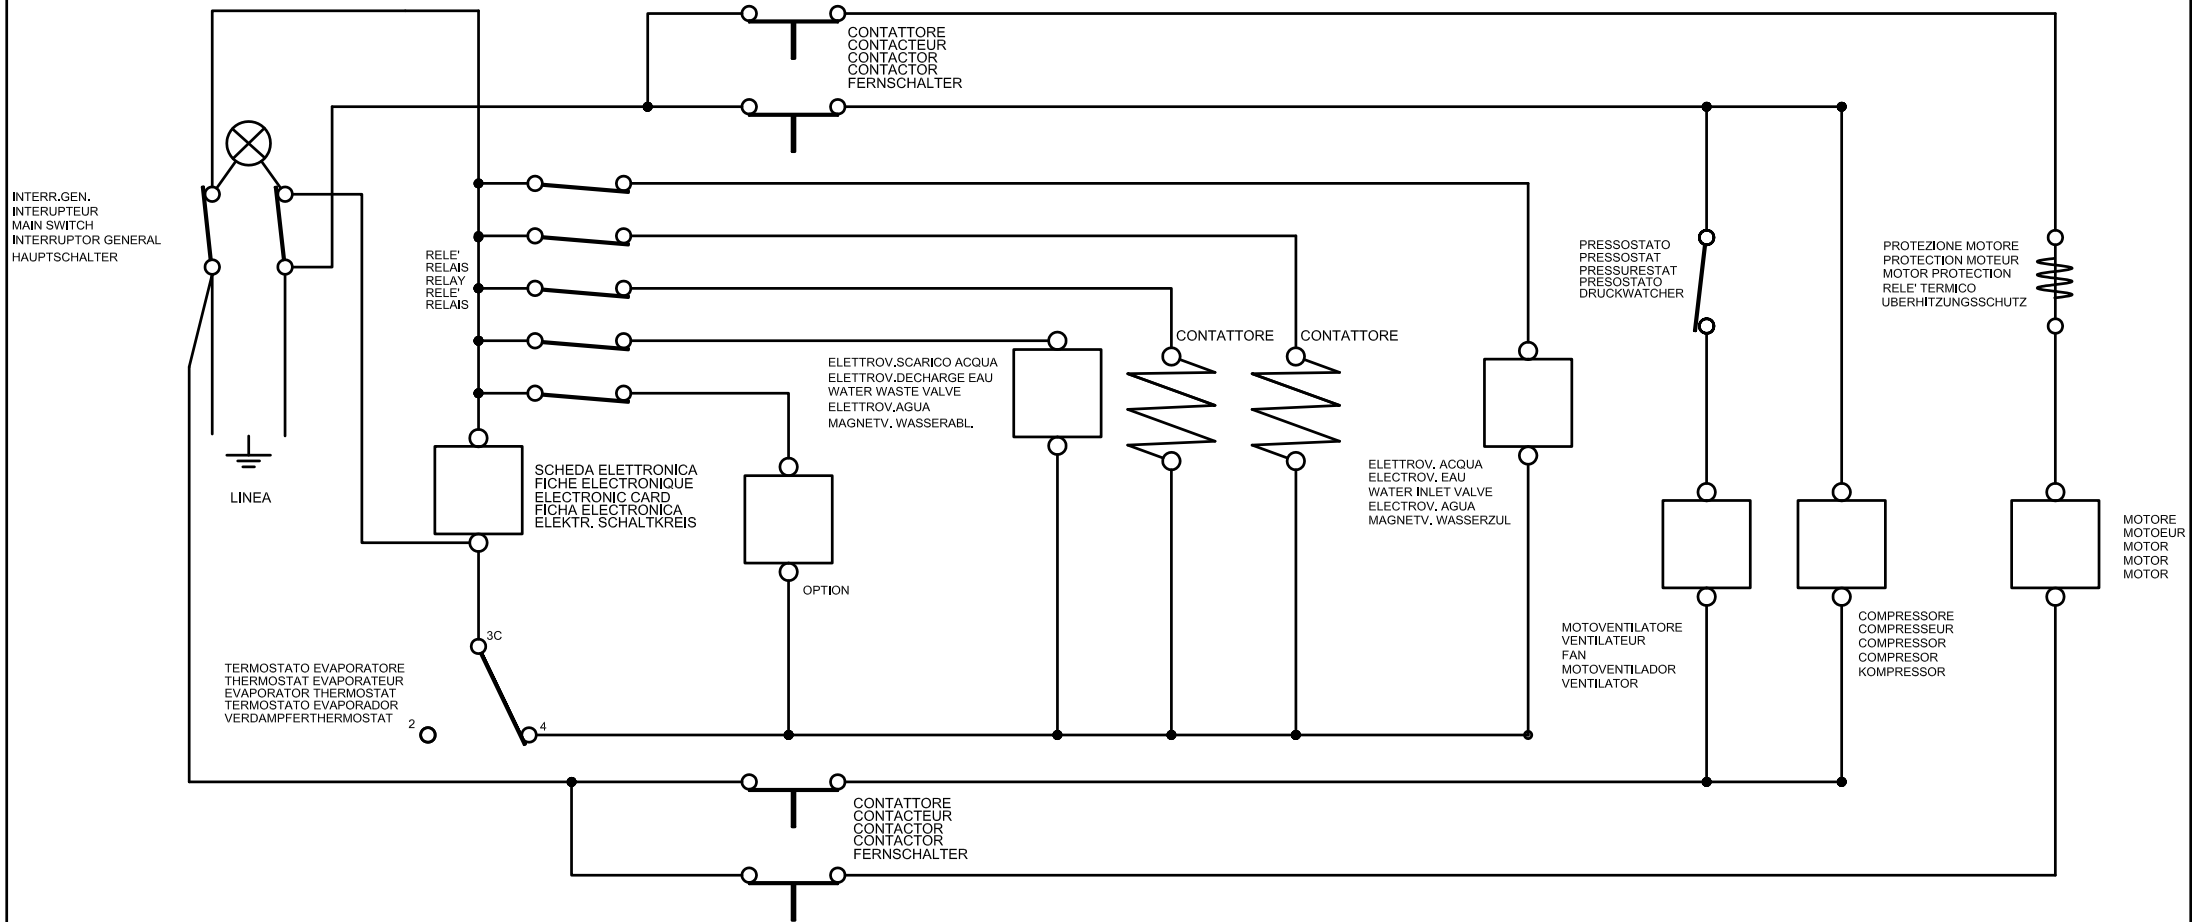 CONTATTORE
CONTACTEUR
CONTACTOR
CONTACTOR
FERNSCHALTER
INTERR.GEN.
INTERUPTEUR
MAIN SWITCH
INTERRUPTOR GENERAL
HAUPTSCHALTER
RELE'
RELAIS
RELAY
RELE'
RELAIS
PRESSOSTATO
PRESSOSTAT
PRESSURESTAT
PRESOSTATO
DRUCKWATCHER
PROTEZIONE MOTORE
PROTECTION MOTEUR
MOTOR PROTECTION
RELE' TERMICO
UBERHITZUNGSSCHUTZ
CONTATTORE
CONTATTORE
ELETTROV.SCARICO ACQUA
ELETTROV.DECHARGE EAU
WATER WASTE VALVE
ELETTROV.AGUA
MAGNETV. WASSERABL.
LINEA
SCHEDA ELETTRONICA
FICHE ELECTRONIQUE
ELECTRONIC CARD
FICHA ELECTRONICA
ELEKTR. SCHALTKREIS
ELETTROV. ACQUA
ELECTROV. EAU
WATER INLET VALVE
ELECTROV. AGUA
MAGNETV. WASSERZUL
MOTORE
MOTOEUR
MOTOR
MOTOR
MOTOR
OPTION
MOTOVENTILATORE
VENTILATEUR
FAN
MOTOVENTILADOR
VENTILATOR
COMPRESSORE
COMPRESSEUR
COMPRESSOR
COMPRESOR
KOMPRESSOR
3C
TERMOSTATO EVAPORATORE
THERMOSTAT EVAPORATEUR
EVAPORATOR THERMOSTAT
TERMOSTATO EVAPORADOR
VERDAMPFERTHERMOSTAT
2
4
CONTATTORE
CONTACTEUR
CONTACTOR
CONTACTOR
FERNSCHALTER